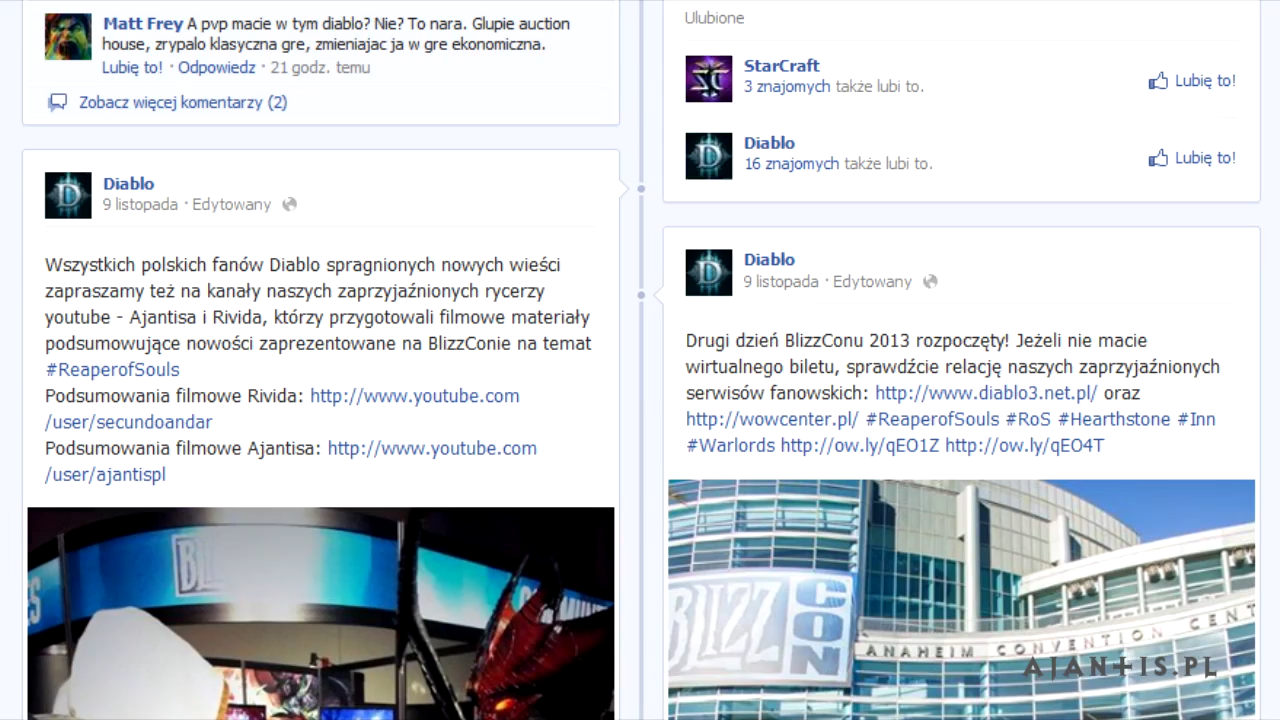 Matt Frey A pvp macie w tym diablo? Nie? To nara. Glupie auction
house, zrypalo klasyczna gre, zmieniajac ja w gre ekonomiczna.
Lubię to! · Odpowiedz · 21 godz. temu
Zobacz więcej komentarzy (2)
Diablo
9 listopada · Edytowany
Wszystkich polskich fanów Diablo spragnionych nowych wieści
zapraszamy też na kanały naszych zaprzyjaźnionych rycerzy
youtube - Ajantisa i Rivida, którzy przygotowali filmowe materiały
podsumowujące nowości zaprezentowane na BlizzConie na temat
#ReaperofSouls
Podsumowania filmowe Rivida: http://www.youtube.com
/user/secundoandar
Podsumowania filmowe Ajantisa: http://www.youtube.com
/user/ajantispl
Ulubione
StarCraft
3 znajomych także lubi to.
Lubię to!
Diablo
16 znajomych także lubi to.
Lubię to!
Diablo
9 listopada · Edytowany
Drugi dzień BlizzConu 2013 rozpoczęty! Jeżeli nie macie
wirtualnego biletu, sprawdźcie relację naszych zaprzyjaźnionych
serwisów fanowskich: http://www.diablo3.net.pl/ oraz
http://wowcenter.pl/ #ReaperofSouls #RoS #Hearthstone #Inn
#Warlords http://ow.ly/qEO1Z http://ow.ly/qEO4T
BLIZZ
CON
ANAHEIM CONVENTION CENT
AJANTIS.PL